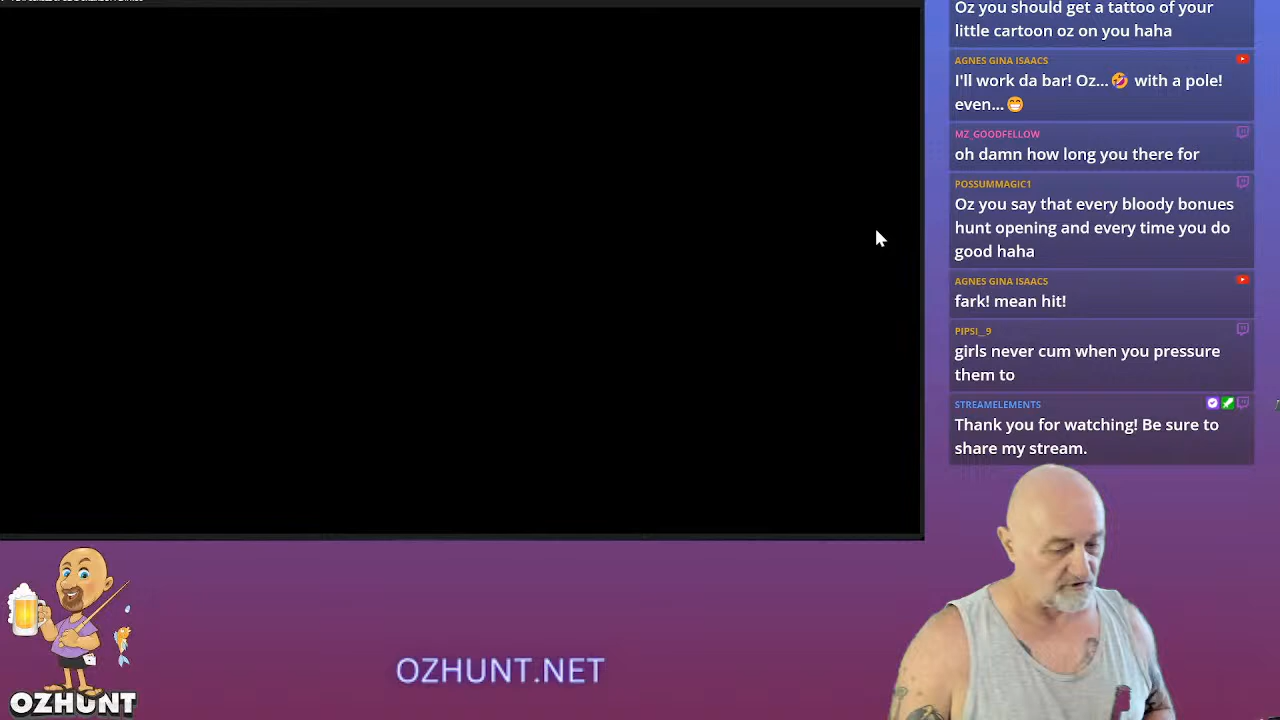 Oz you should get a tattoo of your
little cartoon oz on you haha
AGNES GINA ISAACS
I'll work da bar! Oz...🤣 with a pole!
even...😁
MZ_GOODFELLOW
oh damn how long you there for
POSSUMMAGIC1
Oz you say that every bloody bonues
hunt opening and every time you do
good haha
AGNES GINA ISAACS
fark! mean hit!
PIPSI__9
girls never cum when you pressure
them to
STREAMELEMENTS
Thank you for watching! Be sure to
share my stream.
OZHUNT
OZHUNT.NET